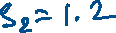 S₂ = 1.2